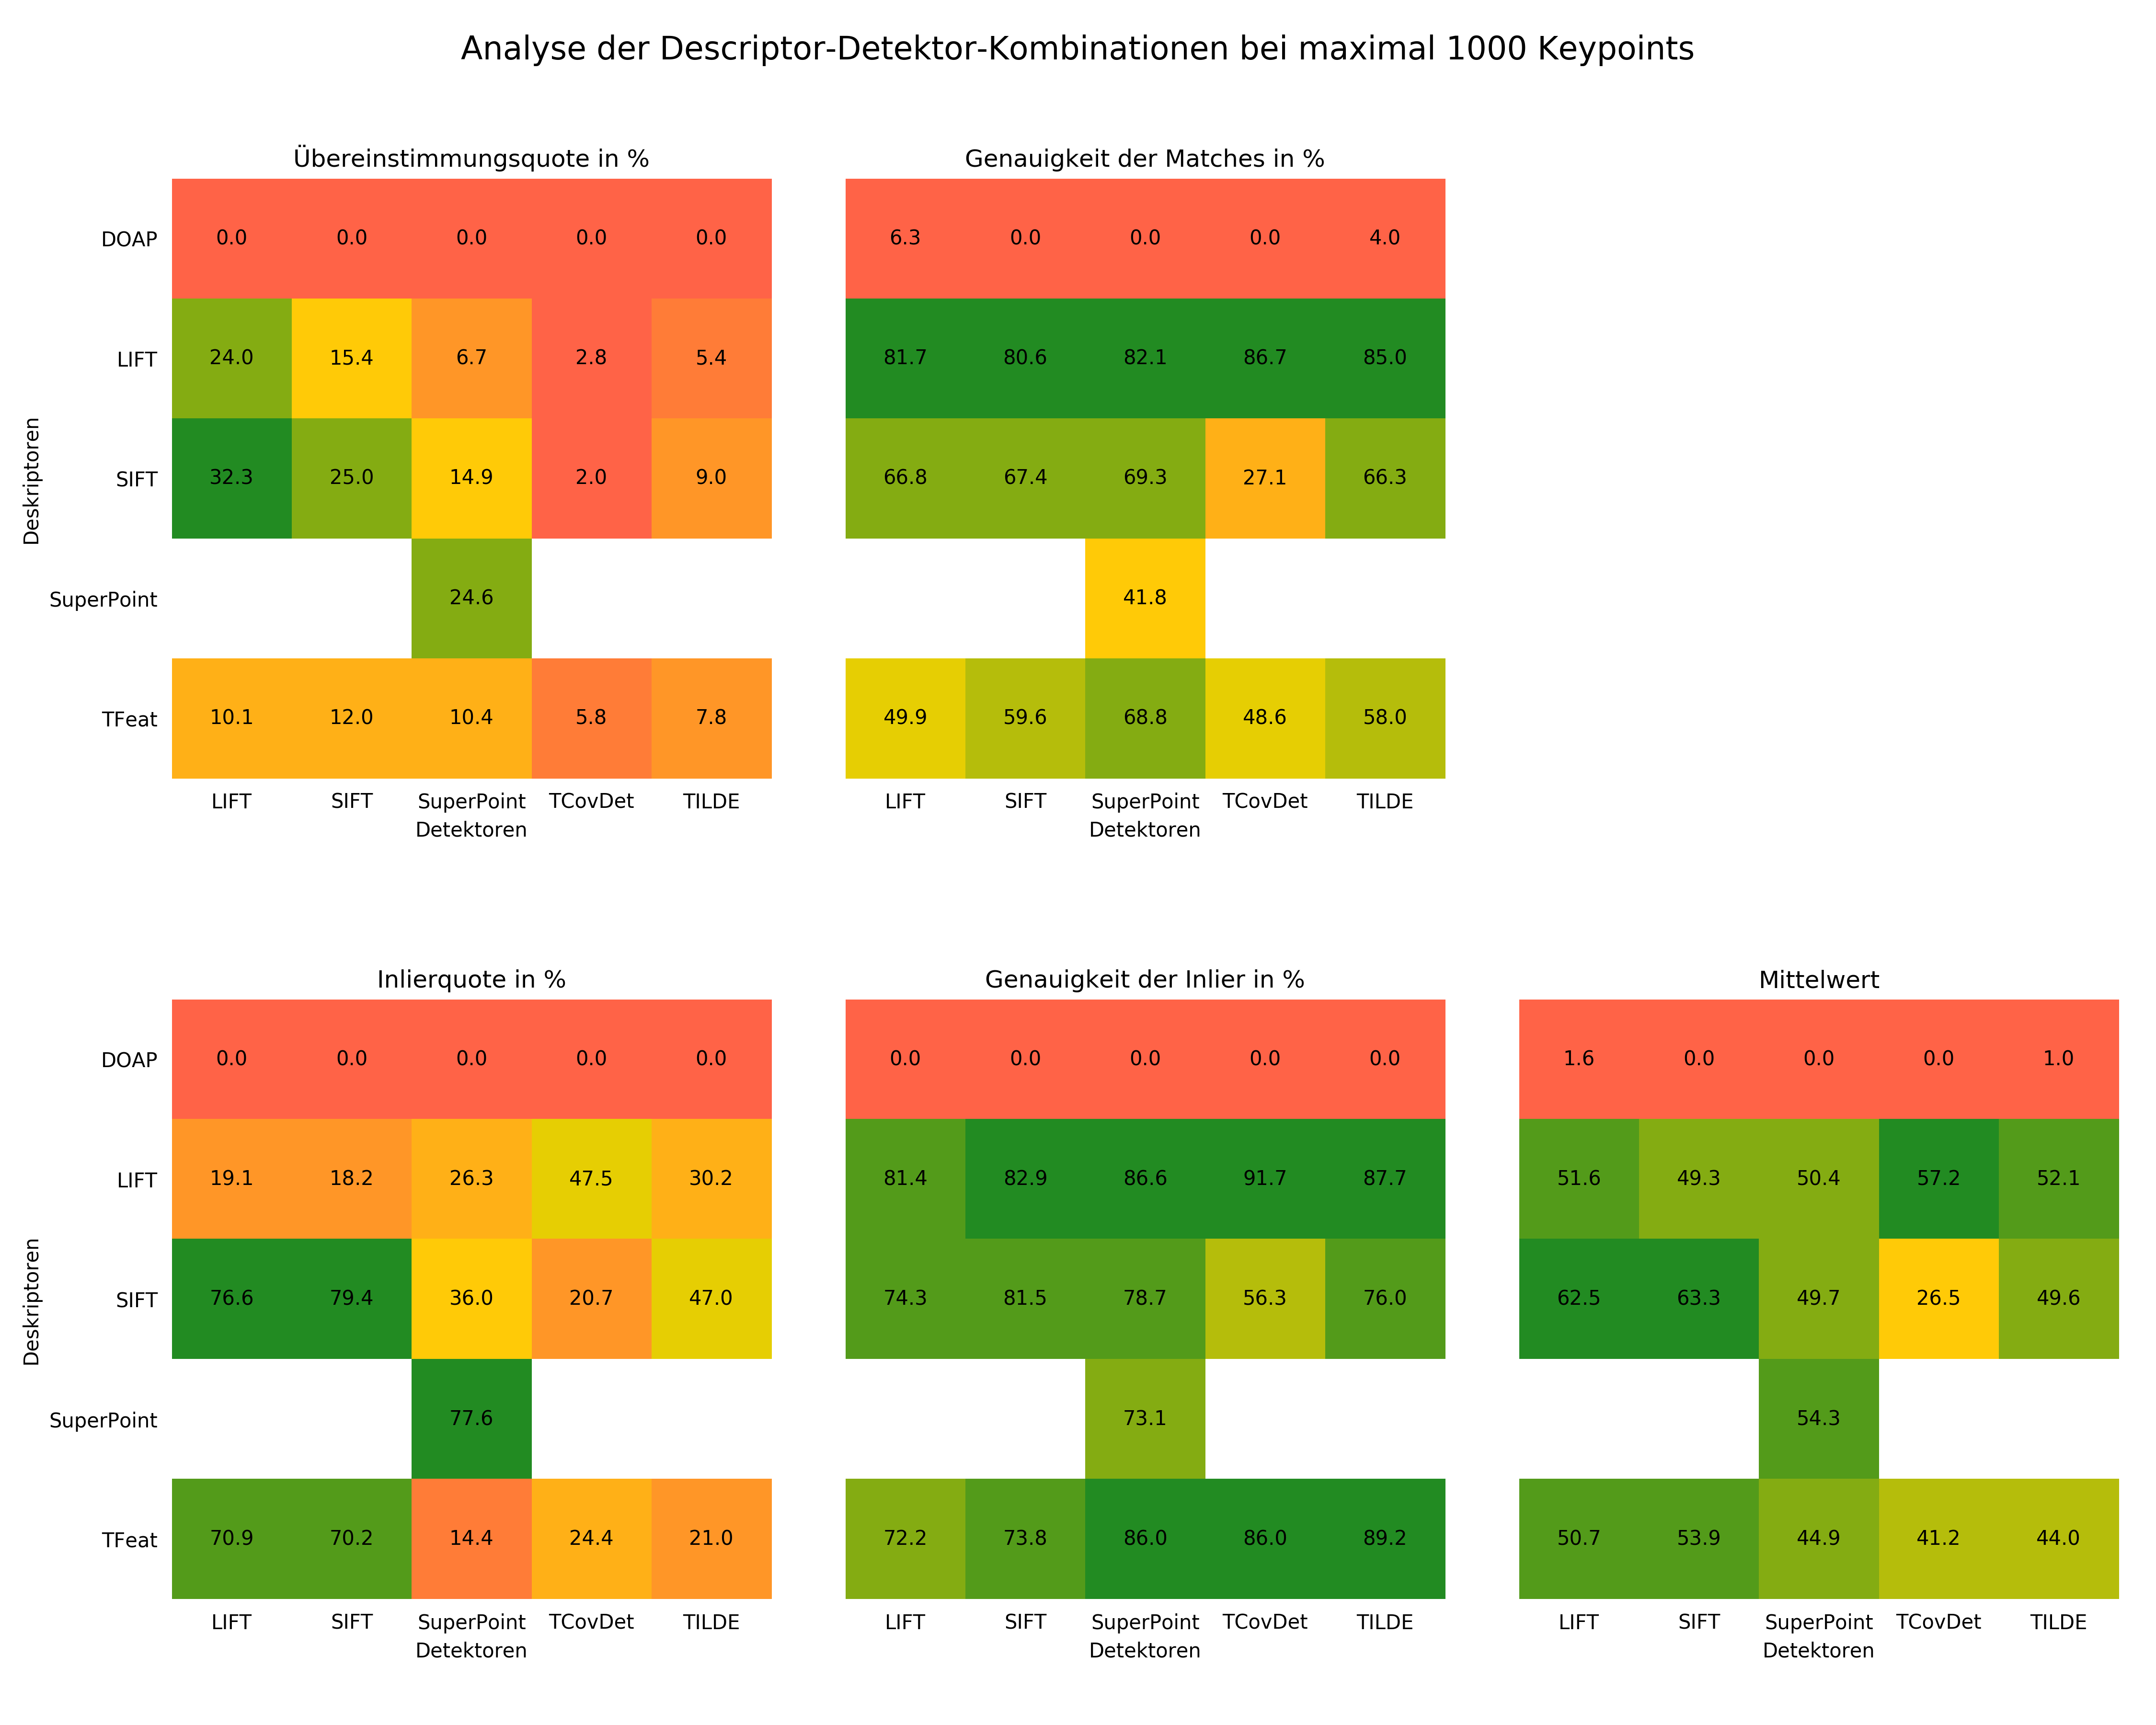 Analyse der Descriptor-Detektor-Kombinationen bei maximal 1000 Keypoints
Übereinstimmungsquote in %
Deskriptoren
DOAP 0.0 0.0 0.0 0.0 0.0
LIFT 24.0 15.4 6.7 2.8 5.4
SIFT 32.3 25.0 14.9 2.0 9.0
SuperPoint 24.6
TFeat 10.1 12.0 10.4 5.8 7.8
LIFT SIFT SuperPoint TCovDet TILDE
Detektoren
Genauigkeit der Matches in %
6.3 0.0 0.0 0.0 4.0
81.7 80.6 82.1 86.7 85.0
66.8 67.4 69.3 27.1 66.3
41.8
49.9 59.6 68.8 48.6 58.0
LIFT SIFT SuperPoint TCovDet TILDE
Detektoren
Inlierquote in %
Deskriptoren
DOAP 0.0 0.0 0.0 0.0 0.0
LIFT 19.1 18.2 26.3 47.5 30.2
SIFT 76.6 79.4 36.0 20.7 47.0
SuperPoint 77.6
TFeat 70.9 70.2 14.4 24.4 21.0
LIFT SIFT SuperPoint TCovDet TILDE
Detektoren
Genauigkeit der Inlier in %
0.0 0.0 0.0 0.0 0.0
81.4 82.9 86.6 91.7 87.7
74.3 81.5 78.7 56.3 76.0
73.1
72.2 73.8 86.0 86.0 89.2
LIFT SIFT SuperPoint TCovDet TILDE
Detektoren
Mittelwert
1.6 0.0 0.0 0.0 1.0
51.6 49.3 50.4 57.2 52.1
62.5 63.3 49.7 26.5 49.6
54.3
50.7 53.9 44.9 41.2 44.0
LIFT SIFT SuperPoint TCovDet TILDE
Detektoren